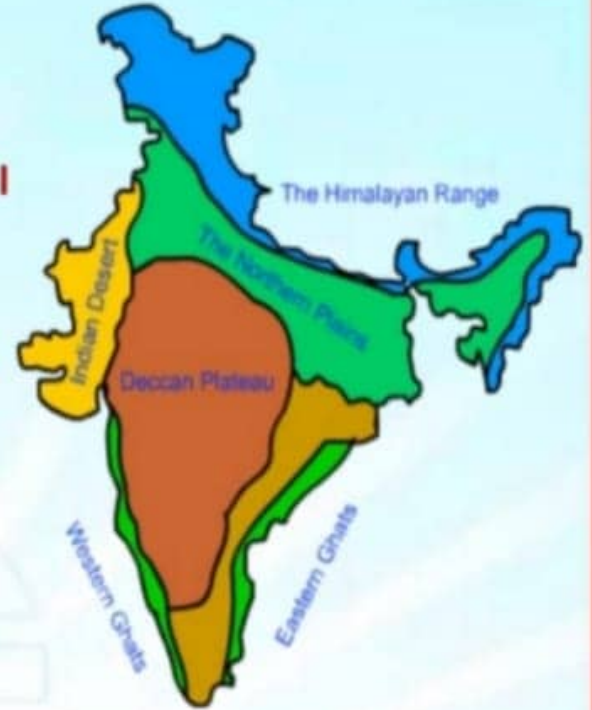 The Himalayan Range
The Northern Plains
Indian Desert
Deccan Plateau
Western Ghats
Eastern Ghats